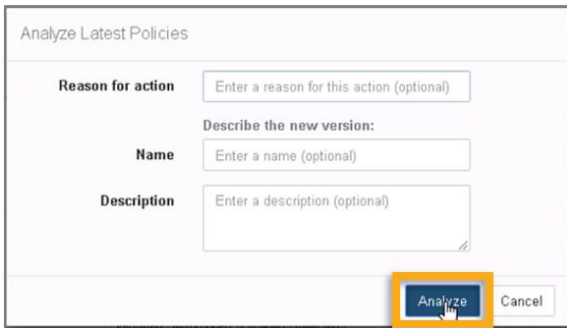 Analyze Latest Policies
Reason for action Enter a reason for this action (optional)
Describe the new version:
Name Enter a name (optional)
Description Enter a description (optional)
Analyze Cancel